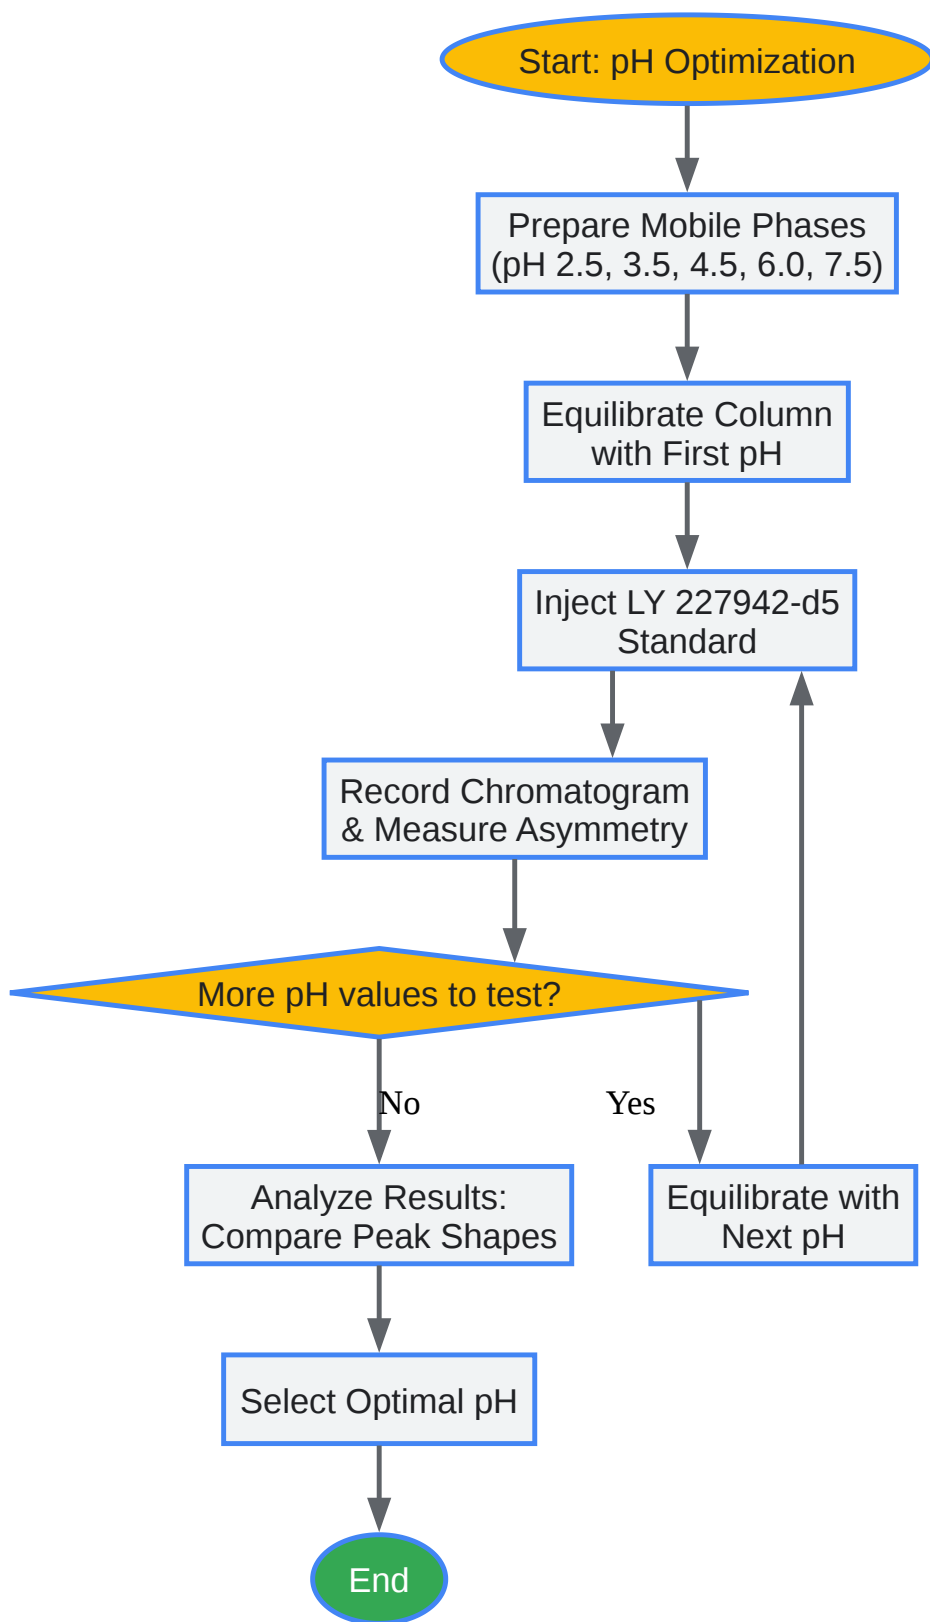 Start: pH Optimization
Prepare Mobile Phases
(pH 2.5, 3.5, 4.5, 6.0, 7.5)
Equilibrate Column
with First pH
Inject LY 227942-d5
Standard
Record Chromatogram
& Measure Asymmetry
More pH values to test?
No
Yes
Analyze Results:
Compare Peak Shapes
Equilibrate with
Next pH
Select Optimal pH
End